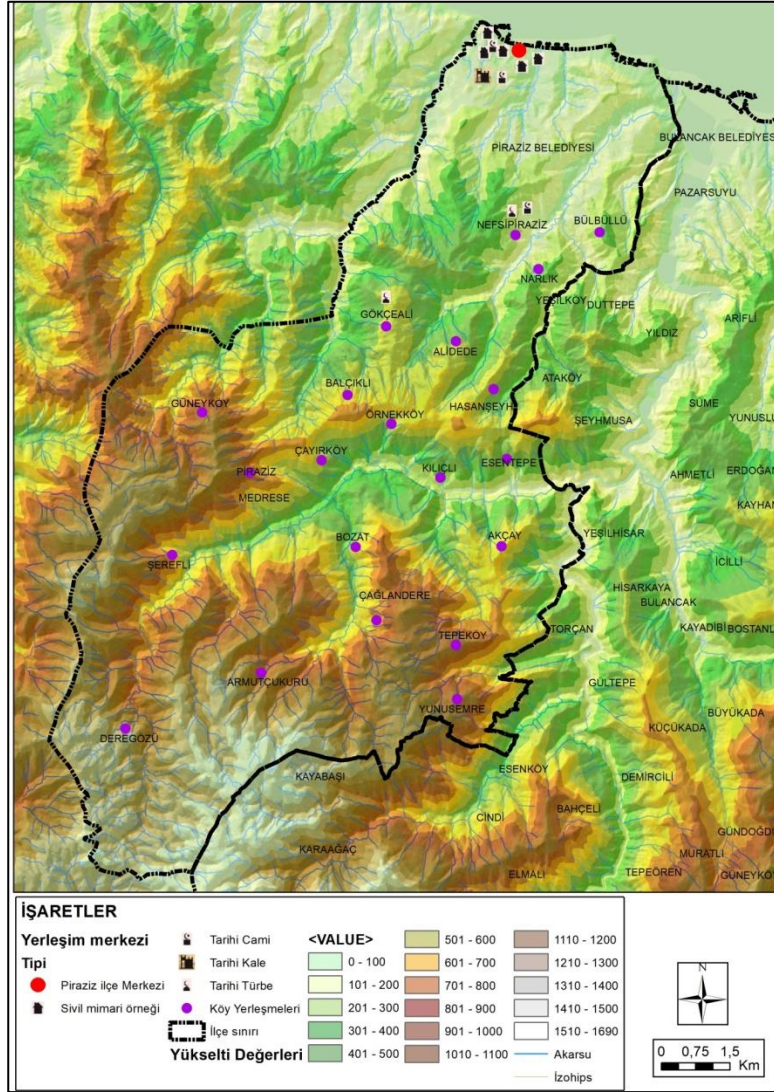 BULANCAK BELEDİYESİ
PİRAZİZ BELEDİYESİ
PAZARSUYU
NEFSİPİRAZİZ
BÜLBÜLLÜ
NARLIK
YEŞİLKÖY
DUTTEPE
GÖKÇEALİ
ARİFLİ
YILDIZ
ALİDEDE
ATAKÖY
BALÇIKLI
GÜNEYKÖY
HASANŞEYH
SÜME
ÖRNEKKÖY
ŞEYHMUSA
YUNUSLU
ÇAYIRKÖY
ESENTEPE
PİRAZİZ
KILIÇLI
AHMETLİ
ERDOĞAN
MEDRESE
KAYHAN
BOZAT
AKÇAY
YEŞİLHİSAR
ŞEREFLİ
İCİLLİ
HİSARKAYA
ÇAĞLANDERE
BULANCAK
TORÇAN
KAYADİBİ
BOSTANL
TEPEKÖY
ARMUTÇUKURU
GÜLTEPE
YUNUSEMRE
BÜYÜKADA
KÜÇÜKADA
DEREGÖZÜ
ESENKÖY
KAYABAŞI
DEMİRCİLİ
BAHÇELİ
CİNDİ
GÜNDOĞDU
KARAAĞAÇ
MURATLI
ELMALI
TEPEÖREN
GÜNEYKÖY
İŞARETLER
Yerleşim merkezi
Tipi
Piraziz ilçe Merkezi
Sivil mimari örneği
Tarihi Cami
Tarihi Kale
Tarihi Türbe
Köy Yerleşmeleri
İlçe sınırı
Yükselti Değerleri
<VALUE>
0 - 100
101 - 200
201 - 300
301 - 400
401 - 500
501 - 600
601 - 700
701 - 800
801 - 900
901 - 1000
1010 - 1100
1110 - 1200
1210 - 1300
1310 - 1400
1410 - 1500
1510 - 1690
Akarsu
İzohips
N
0 0,75 1,5
Km